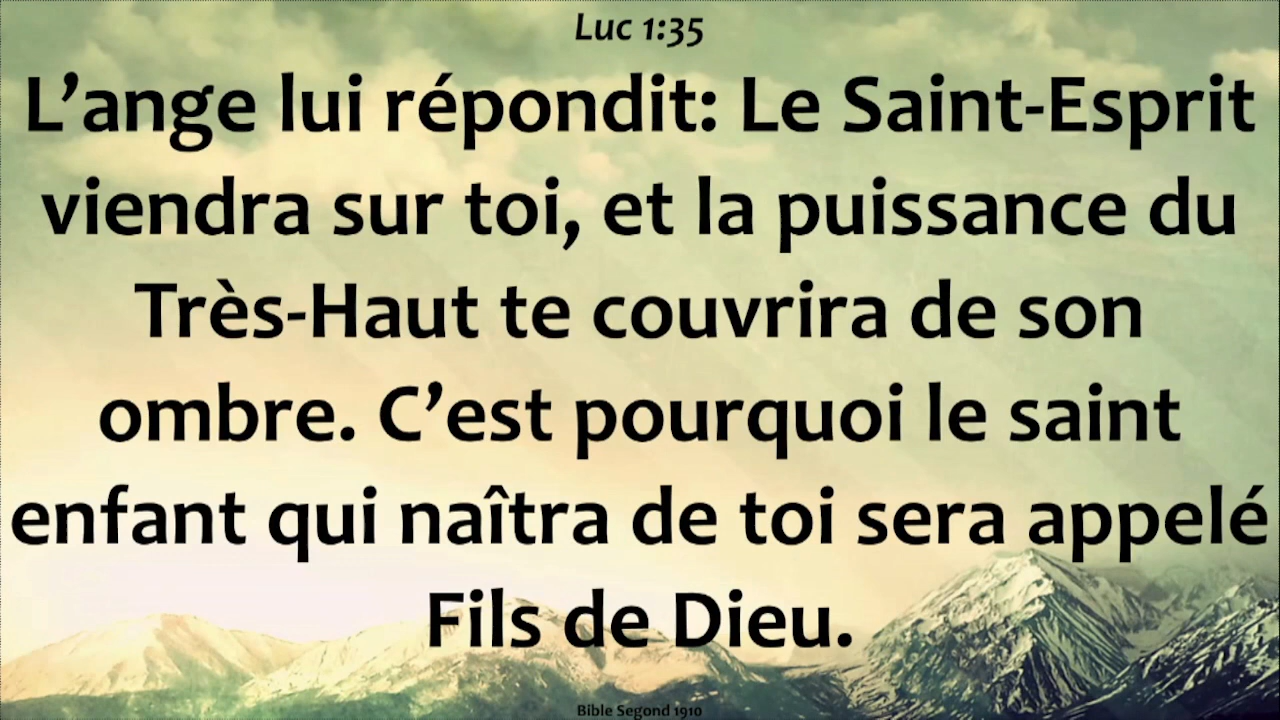 Luc 1:35
L’ange lui répondit: Le Saint-Esprit
viendra sur toi, et la puissance du
Très-Haut te couvrira de son
ombre. C’est pourquoi le saint
enfant qui naîtra de toi sera appelé
Fils de Dieu.
Bible Segond 1910